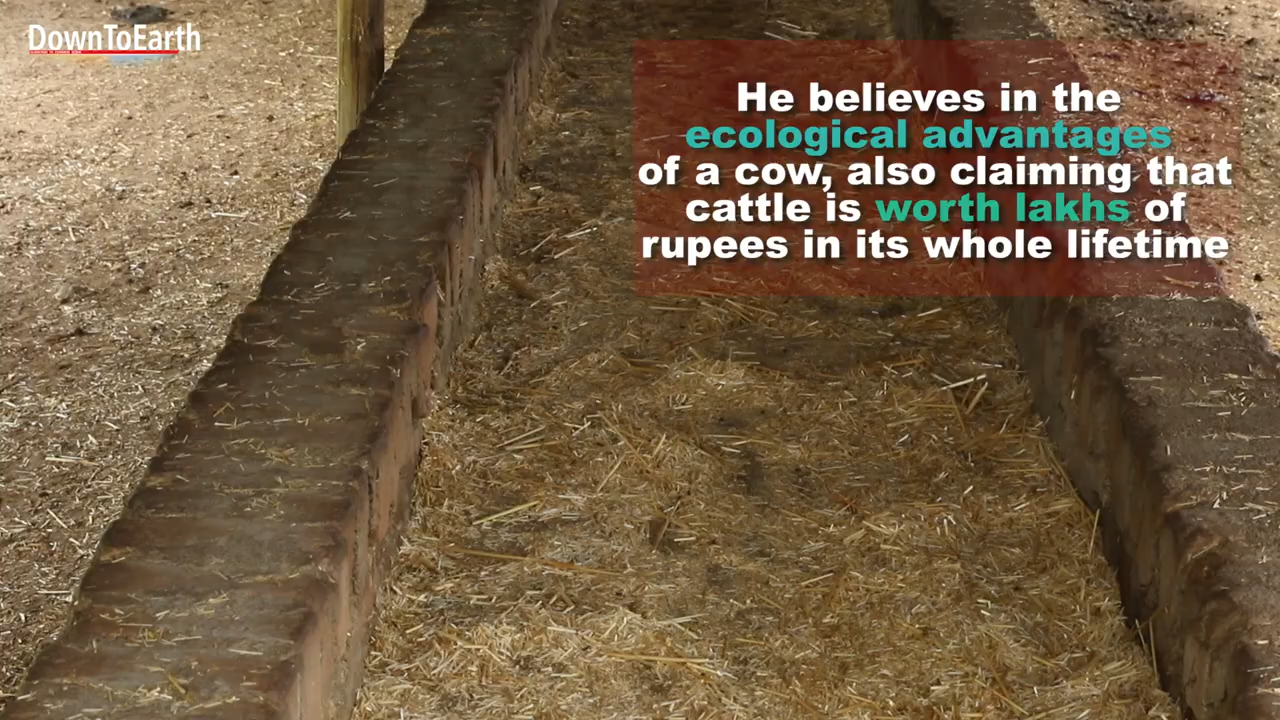 DownToEarth
He believes in the
ecological advantages
of a cow, also claiming that
cattle is worth lakhs of
rupees in its whole lifetime